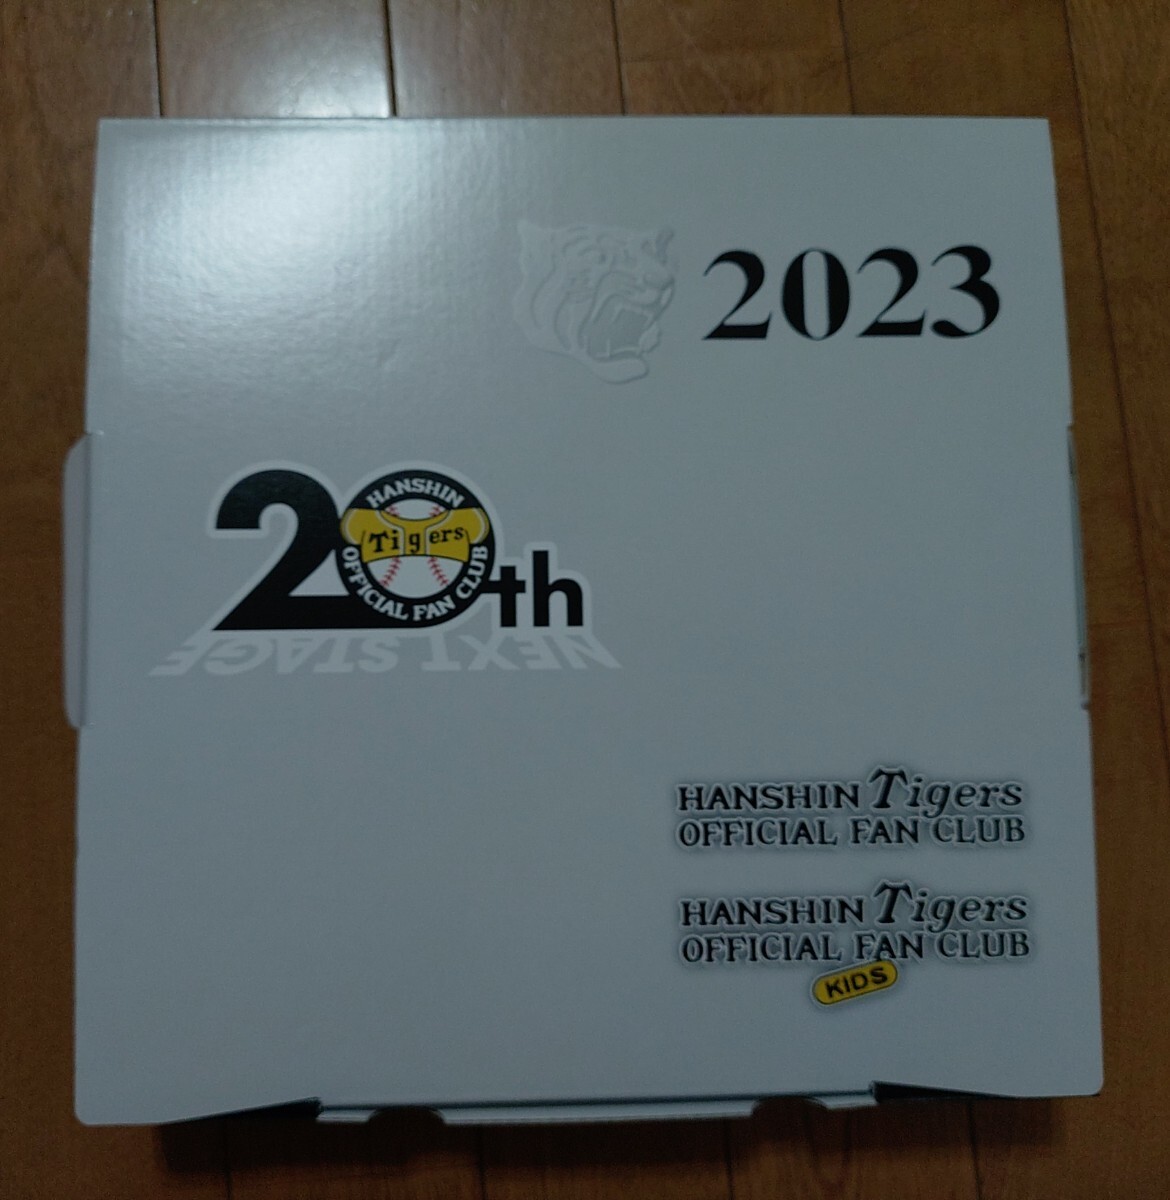 2023
20th
HANSHIN
Tigers
OFFICIAL FAN CLUB
NEXT STAGE
HANSHIN Tigers
OFFICIAL FAN CLUB
HANSHIN Tigers
OFFICIAL FAN CLUB
KIDS